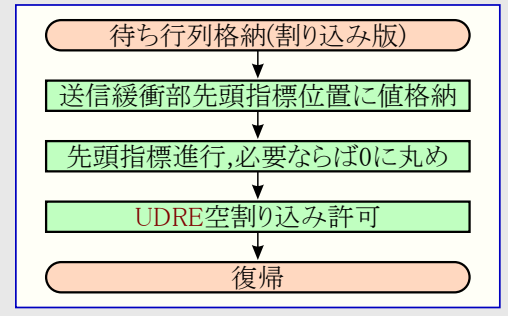 待ち行列格納(割り込み版)
送信緩衝部先頭指標位置に値格納
先頭指標進行,必要ならば0に丸め
UDRE空割り込み許可
復帰